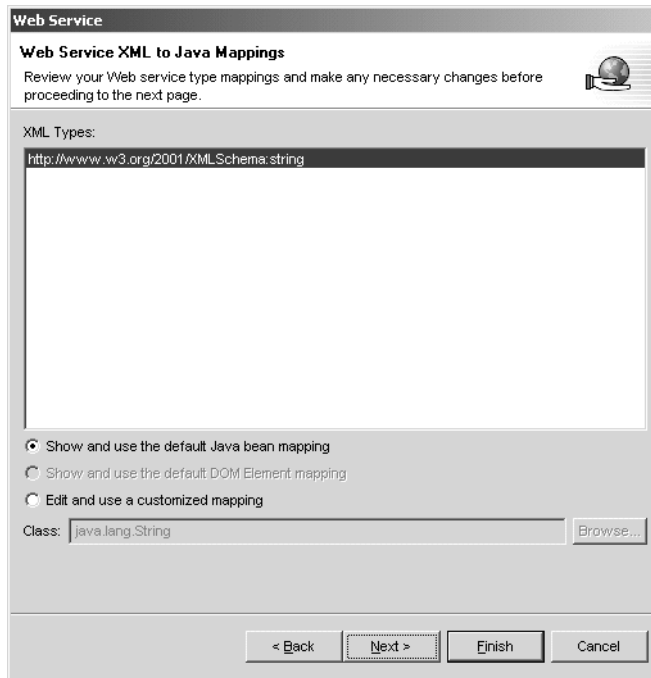 Web Service
Web Service XML to Java Mappings
Review your Web service type mappings and make any necessary changes before
proceeding to the next page.
XML Types:
http://www.w3.org/2001/XMLSchema:string
Show and use the default Java bean mapping
Show and use the default DOM Element mapping
Edit and use a customized mapping
Class: java.lang.String Browse...
< Back Next > Finish Cancel